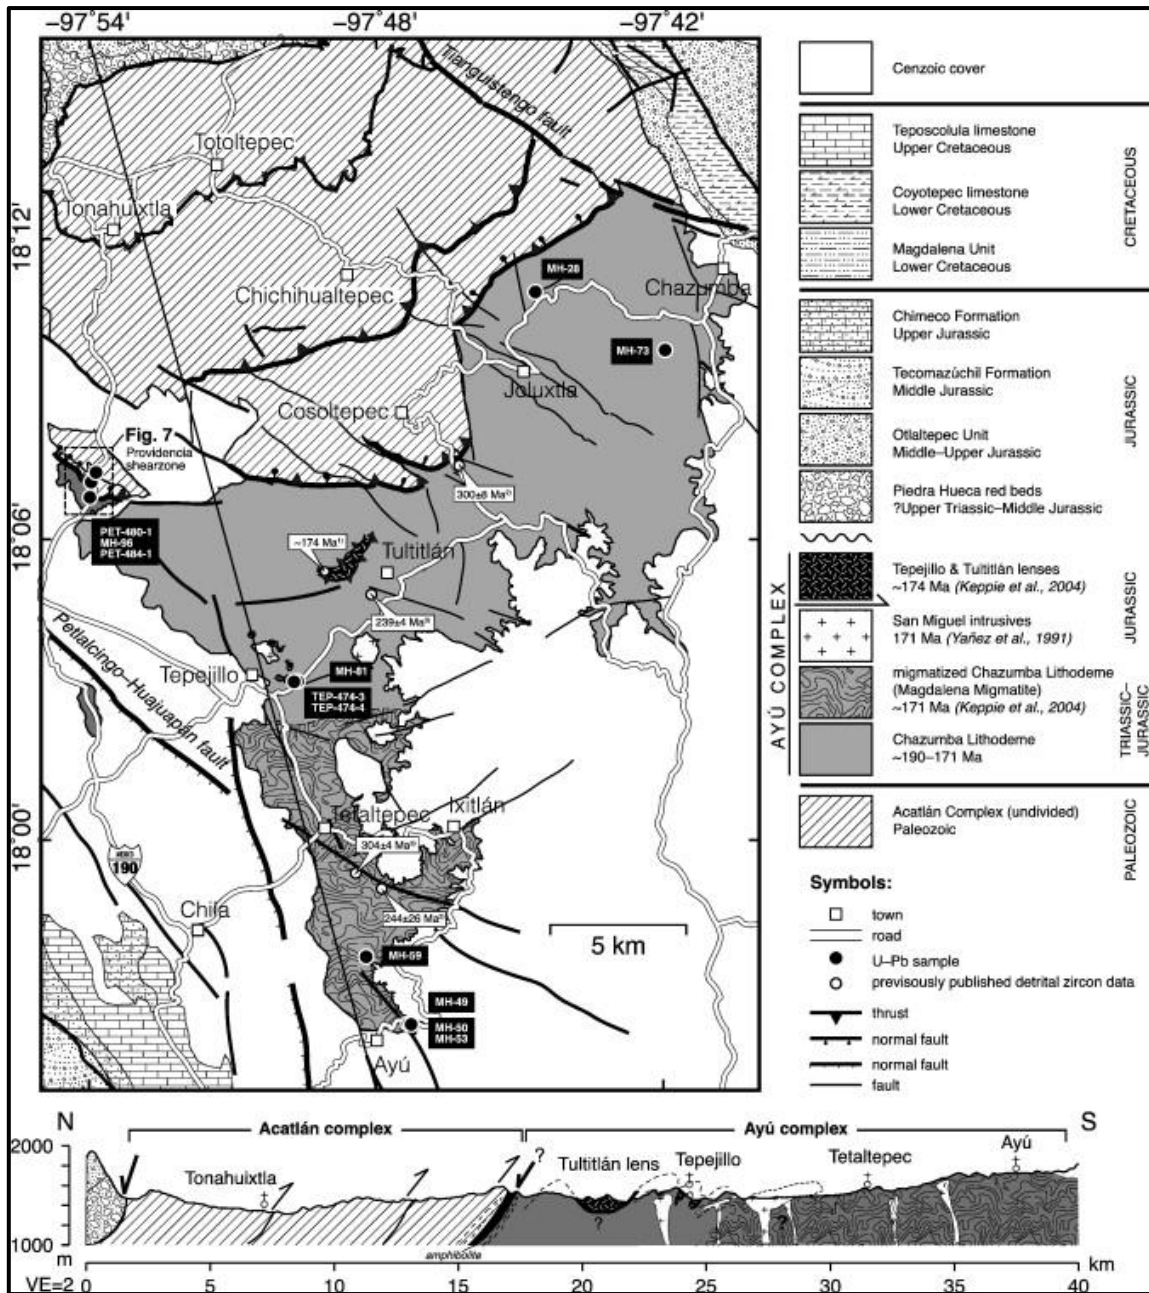 −97°54'
−97°48'
−97°42'
18°12'
18°06'
18°00'
Tianguistengo fault
Totoltepec
Tonahuixtla
Chichihualtepec
MH-28
Chazumba
MH-73
Joluxtla
Cosoltepec
Fig. 7
Providencia
shearzone
300±8 Ma²⁾
PET-480-1
MH-96
PET-484-1
~174 Ma¹⁾
Tultitlán
239±4 Ma³⁾
Petlalcingo–Huajuapan fault
Tepejillo
MH-81
TEP-474-3
TEP-474-4
Tetaltepec
Ixitlán
304±4 Ma
MEXICO
190
Chila
244±26 Ma
5 km
MH-59
MH-49
MH-50
MH-53
Ayú
Cenzoic cover
Teposcolula limestone
Upper Cretaceous
Coyotepec limestone
Lower Cretaceous
Magdalena Unit
Lower Cretaceous
CRETACEOUS
Chimeco Formation
Upper Jurassic
Tecomazúchil Formation
Middle Jurassic
Otlaltepec Unit
Middle–Upper Jurassic
Piedra Hueca red beds
?Upper Triassic–Middle Jurassic
JURASSIC
AYÚ COMPLEX
Tepejillo & Tultitlán lenses
~174 Ma (Keppie et al., 2004)
San Miguel intrusives
171 Ma (Yañez et al., 1991)
JURASSIC
migmatized Chazumba Lithodeme
(Magdalena Migmatite)
~171 Ma (Keppie et al., 2004)
Chazumba Lithodeme
~190–171 Ma
TRIASSIC–
JURASSIC
Acatlán Complex (undivided)
Paleozoic
PALEOZOIC
Symbols:
town
road
U–Pb sample
previsously published detrital zircon data
thrust
normal fault
normal fault
fault
N
S
Acatlán complex
Ayú complex
2000
1000
m
Tonahuixtla
?
Tultitlán lens
Tepejillo
Tetaltepec
Ayú
?
?
amphibolite
km
VE=2
0
5
10
15
20
25
30
35
40